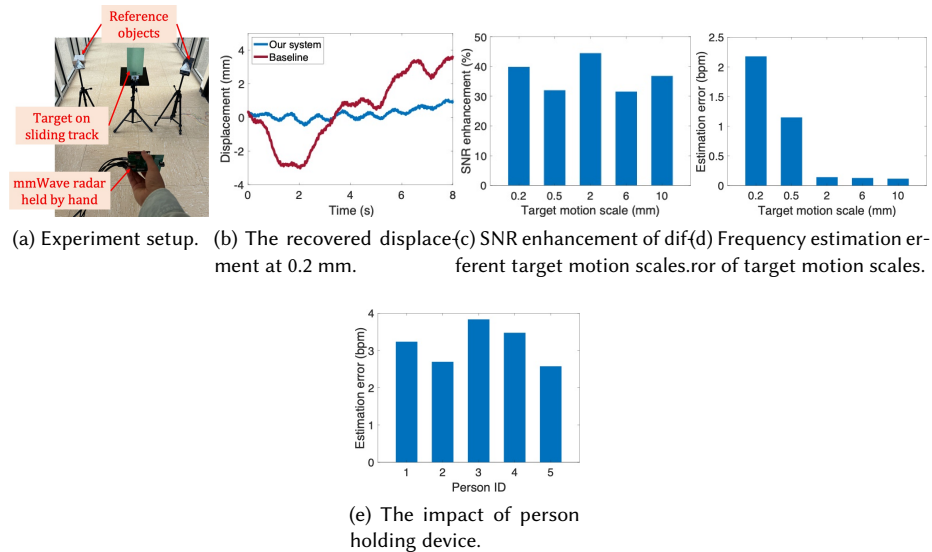 Reference
objects
Target on
sliding track
mmWave radar
held by hand
(a) Experiment setup.
Our system
Baseline
Displacement (mm)
4
2
0
-2
-4
0 2 4 6 8
Time (s)
(b) The recovered displace-
ment at 0.2 mm.
SNR enhancement (%)
50
40
30
20
10
0
0.2 0.5 2 6 10
Target motion scale (mm)
(c) SNR enhancement of dif-
ferent target motion scales.
Estimation error (bpm)
2.5
2
1.5
1
0.5
0
0.2 0.5 2 6 10
Target motion scale (mm)
(d) Frequency estimation er-
ror of target motion scales.
Estimation error (bpm)
4
3
2
1
0
1 2 3 4 5
Person ID
(e) The impact of person
holding device.